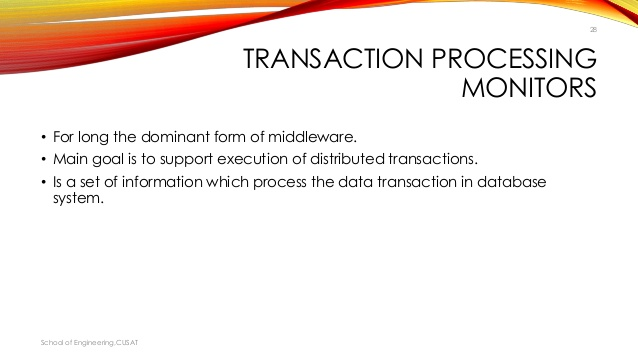 28
TRANSACTION PROCESSING
MONITORS
• For long the dominant form of middleware.
• Main goal is to support execution of distributed transactions.
• Is a set of information which process the data transaction in database
system.
School of Engineering,CUSAT